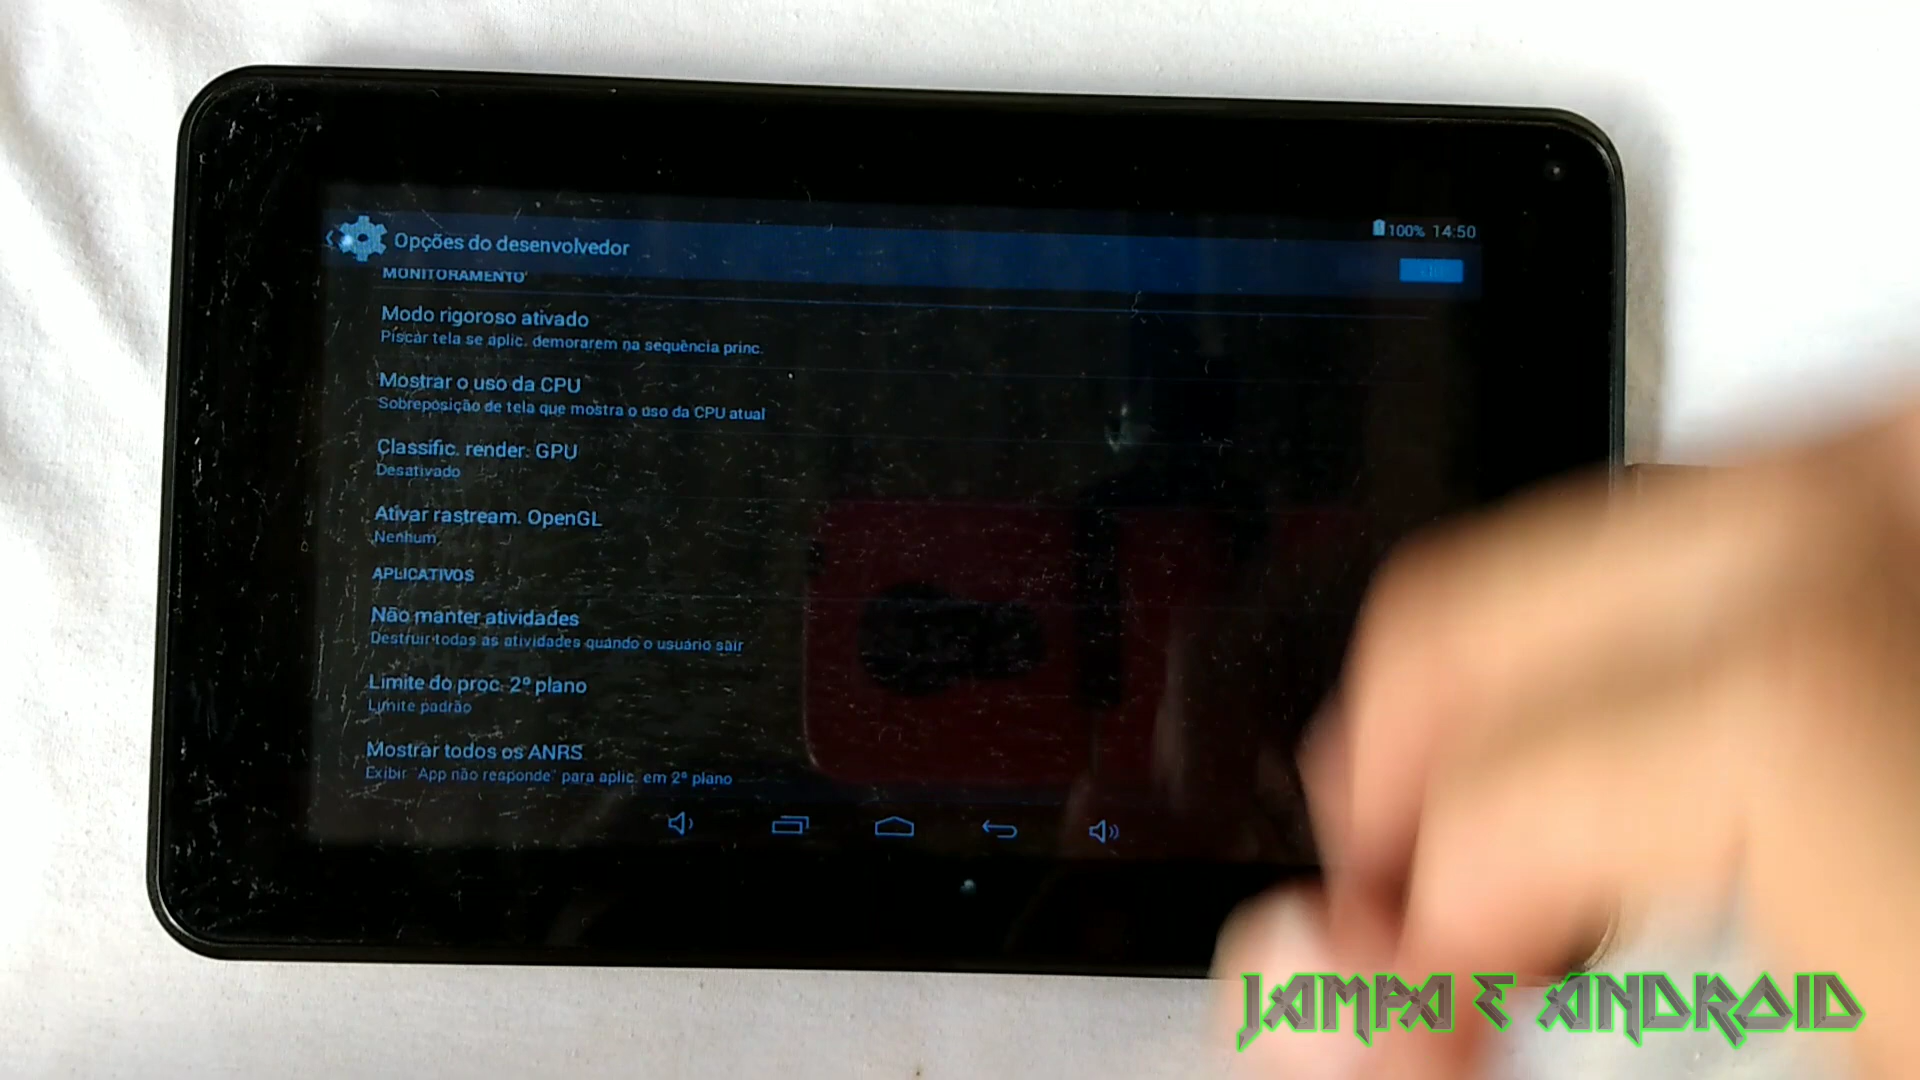 Opções do desenvolvedor
100% 14:50
MONITORAMENTO
Modo rigoroso ativado
Piscar tela se aplic. demorarem na sequência princ.
Mostrar o uso da CPU
Sobreposição de tela que mostra o uso da CPU atual
Classific. render. GPU
Desativado
Ativar rastream. OpenGL
Nenhum
APLICATIVOS
Não manter atividades
Destruir todas as atividades quando o usuário sair
Limite do proc. 2º plano
Limite padrão
Mostrar todos os ANRS
Exibir "App não responde" para aplic. em 2º plano
JAMPA E ANDROID